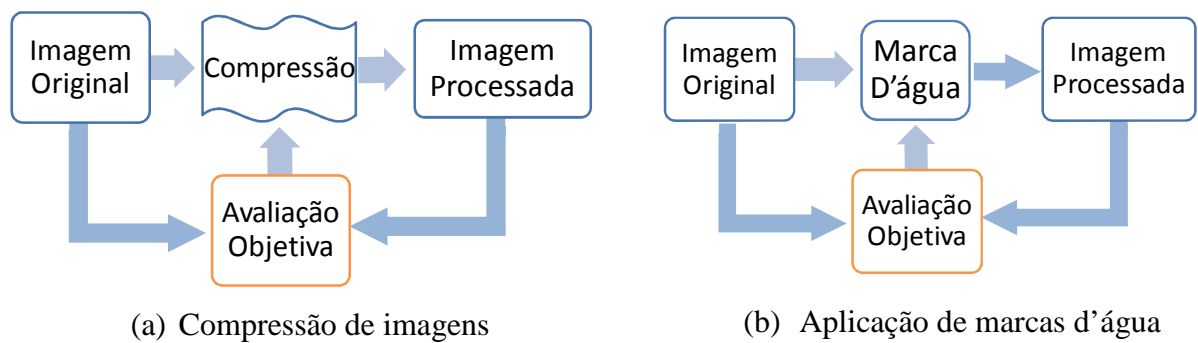 Imagem
Original
Compressão
Imagem
Processada
Avaliação
Objetiva
(a) Compressão de imagens
Imagem
Original
Marca
D'água
Imagem
Processada
Avaliação
Objetiva
(b) Aplicação de marcas d'água